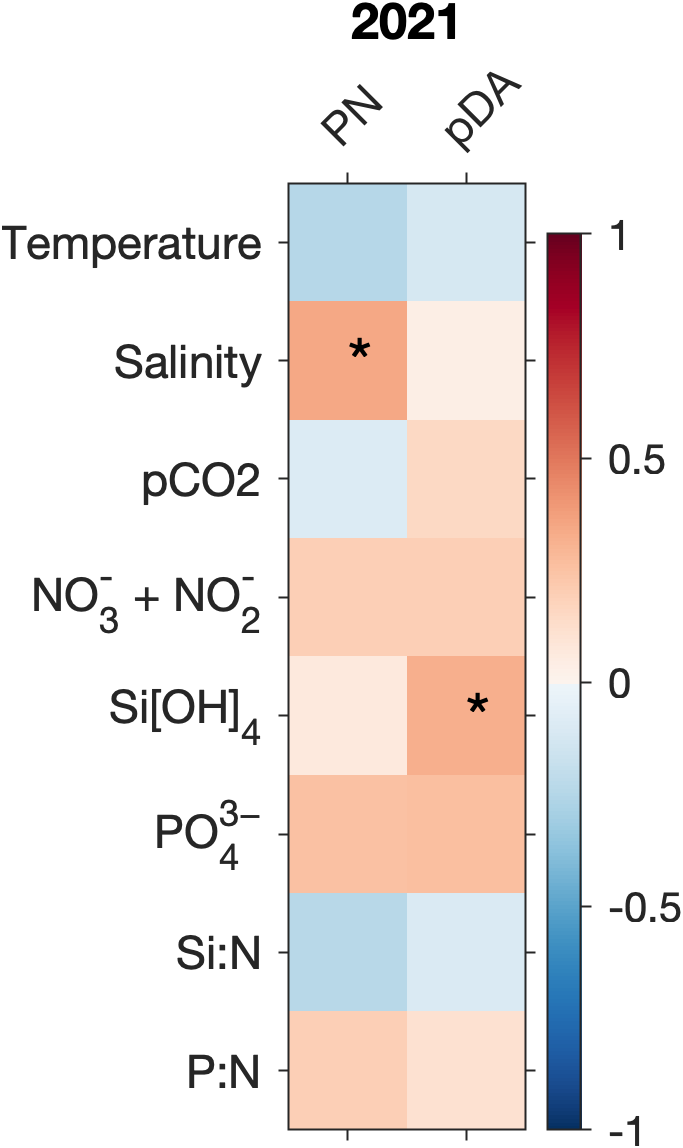 2021
PN pDA
Temperature
Salinity *
pCO2
NO₃⁻ + NO₂⁻
Si[OH]₄ *
PO₄³⁻
Si:N
P:N
1
0.5
0
-0.5
-1